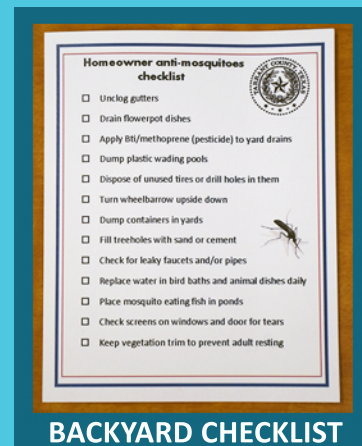 Homeowner anti-mosquitoes
checklist
TARRANT COUNTY, TEXAS
☐ Unclog gutters
☐ Drain flowerpot dishes
☐ Apply Bti/methoprene (pesticide) to yard drains
☐ Dump plastic wading pools
☐ Dispose of unused tires or drill holes in them
☐ Turn wheelbarrow upside down
☐ Dump containers in yards
☐ Fill treeholes with sand or cement
☐ Check for leaky faucets and/or pipes
☐ Replace water in bird baths and animal dishes daily
☐ Place mosquito eating fish in ponds
☐ Check screens on windows and door for tears
☐ Keep vegetation trim to prevent adult resting
BACKYARD CHECKLIST